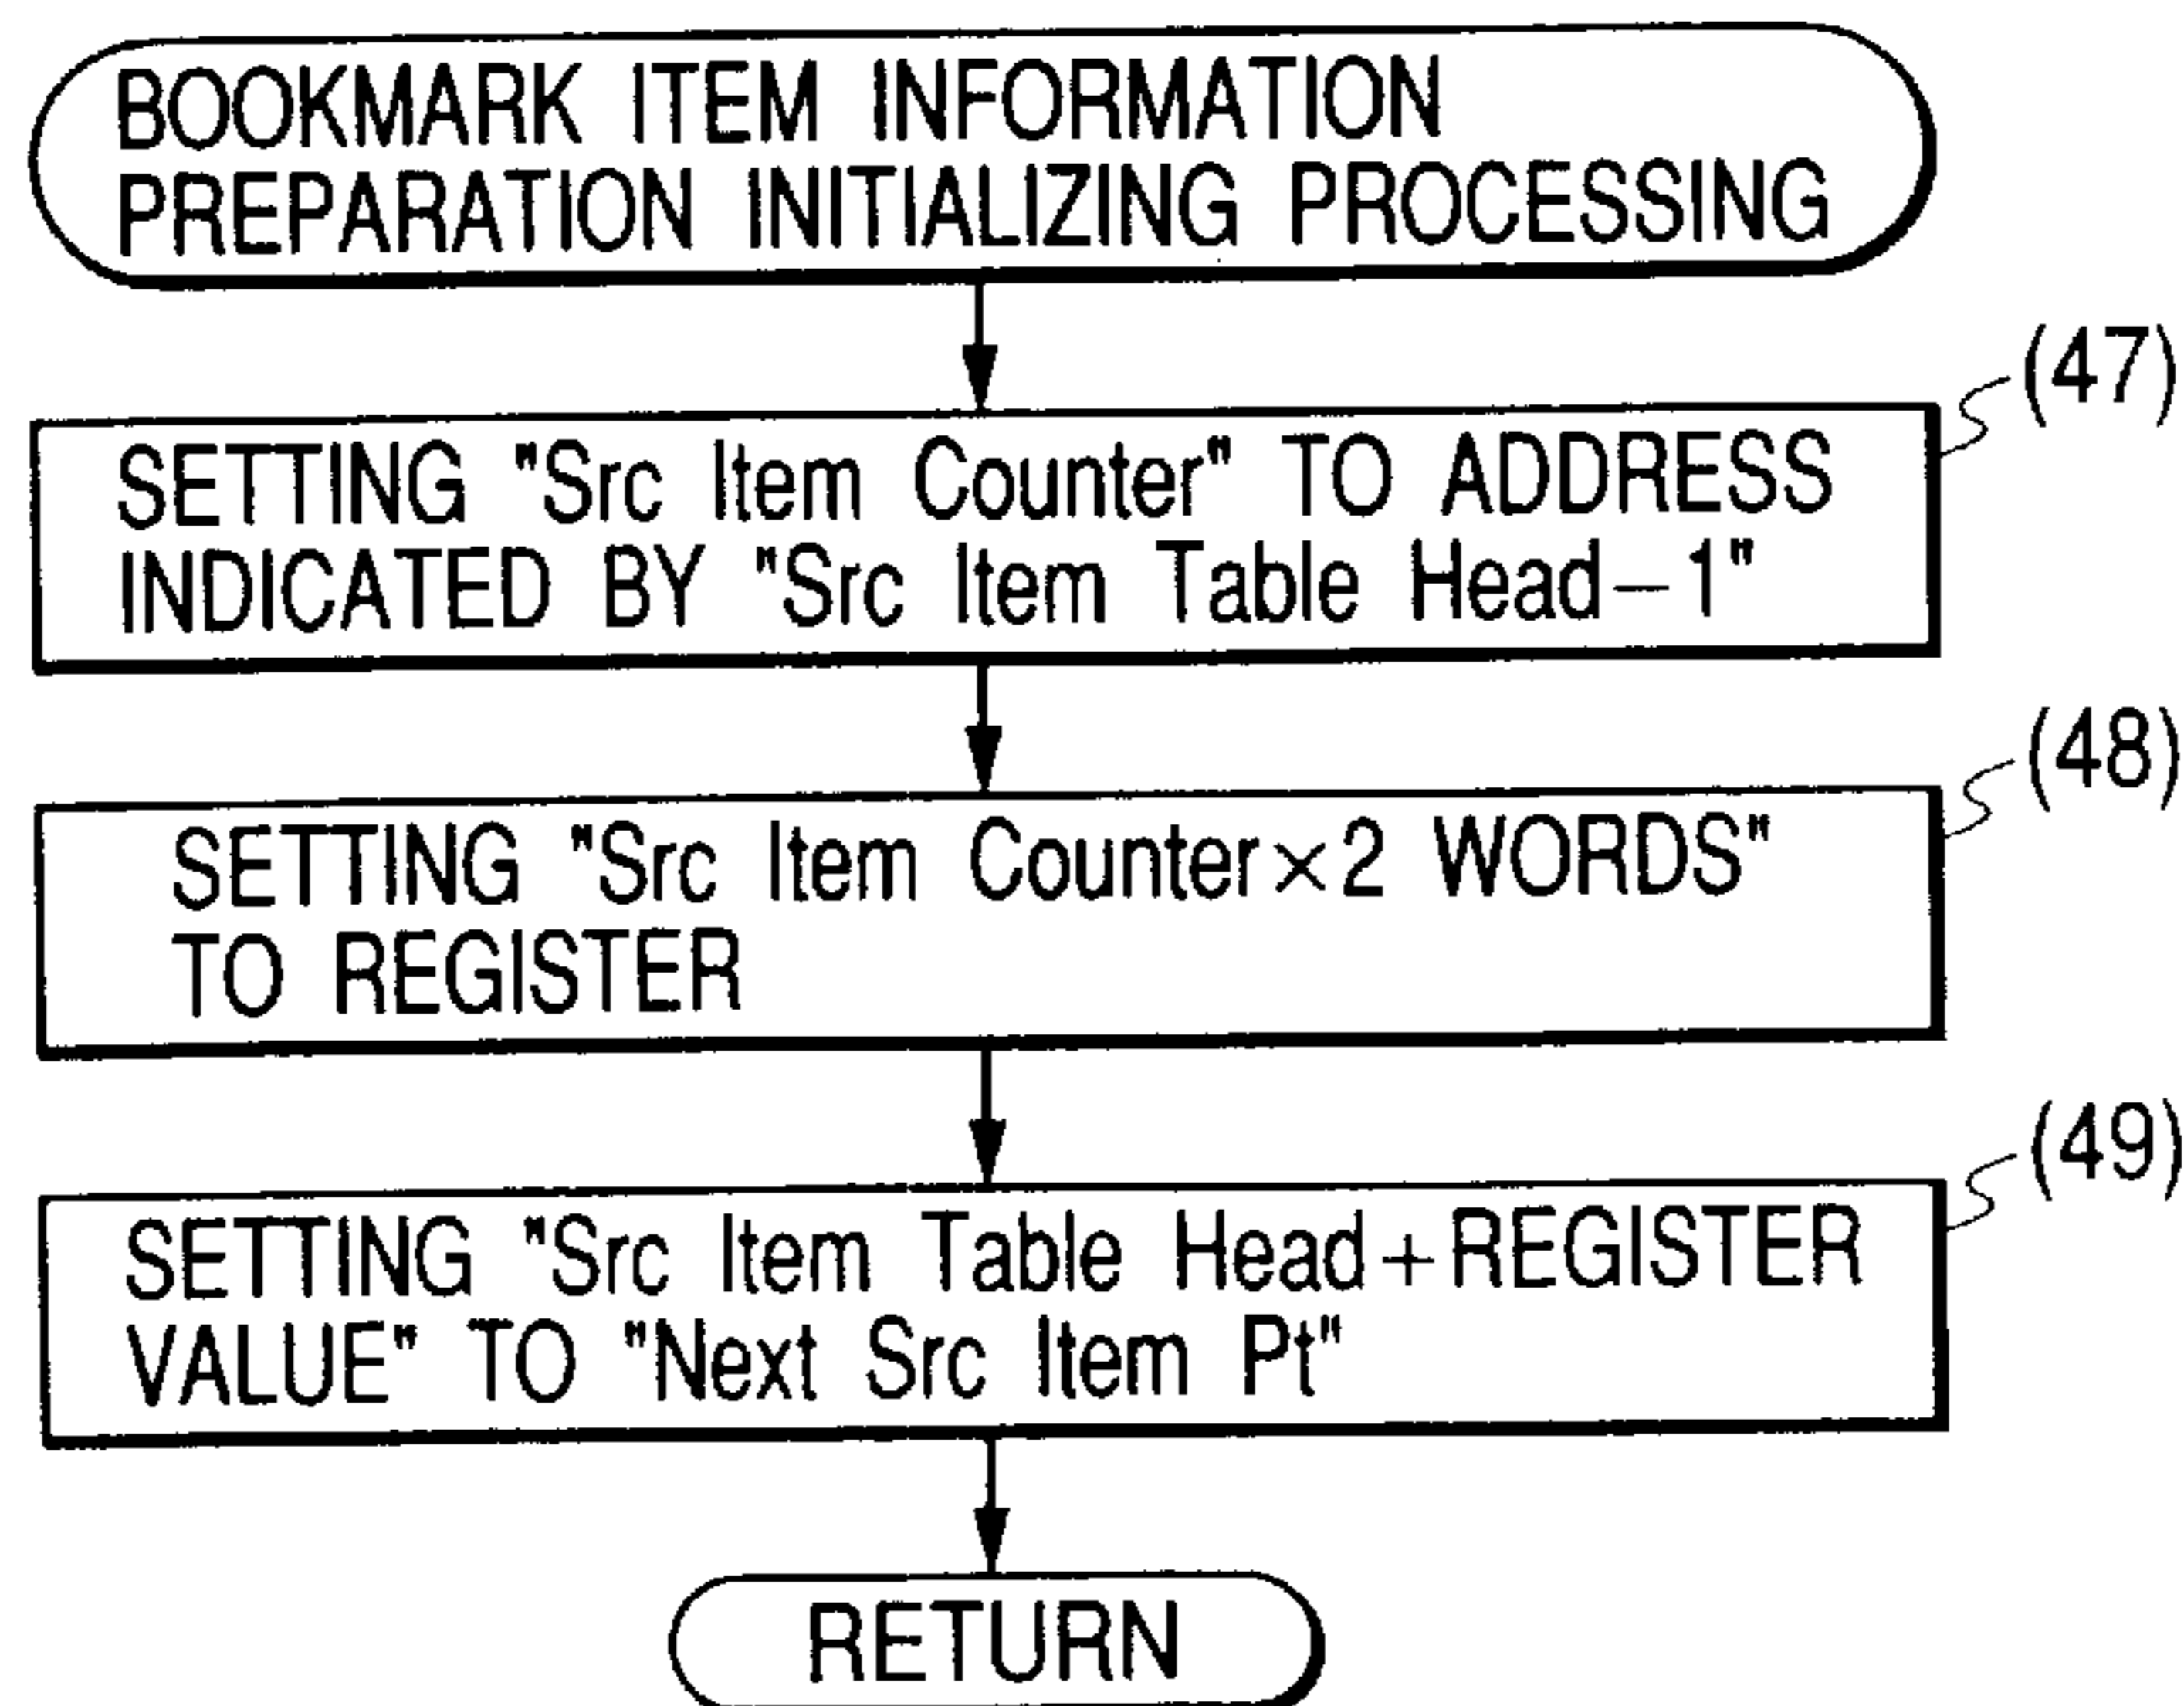 BOOKMARK ITEM INFORMATION
PREPARATION INITIALIZING PROCESSING
(47)
SETTING "Src Item Counter" TO ADDRESS
INDICATED BY "Src Item Table Head−1"
(48)
SETTING "Src Item Counter×2 WORDS"
TO REGISTER
(49)
SETTING "Src Item Table Head+REGISTER
VALUE" TO "Next Src Item Pt"
RETURN